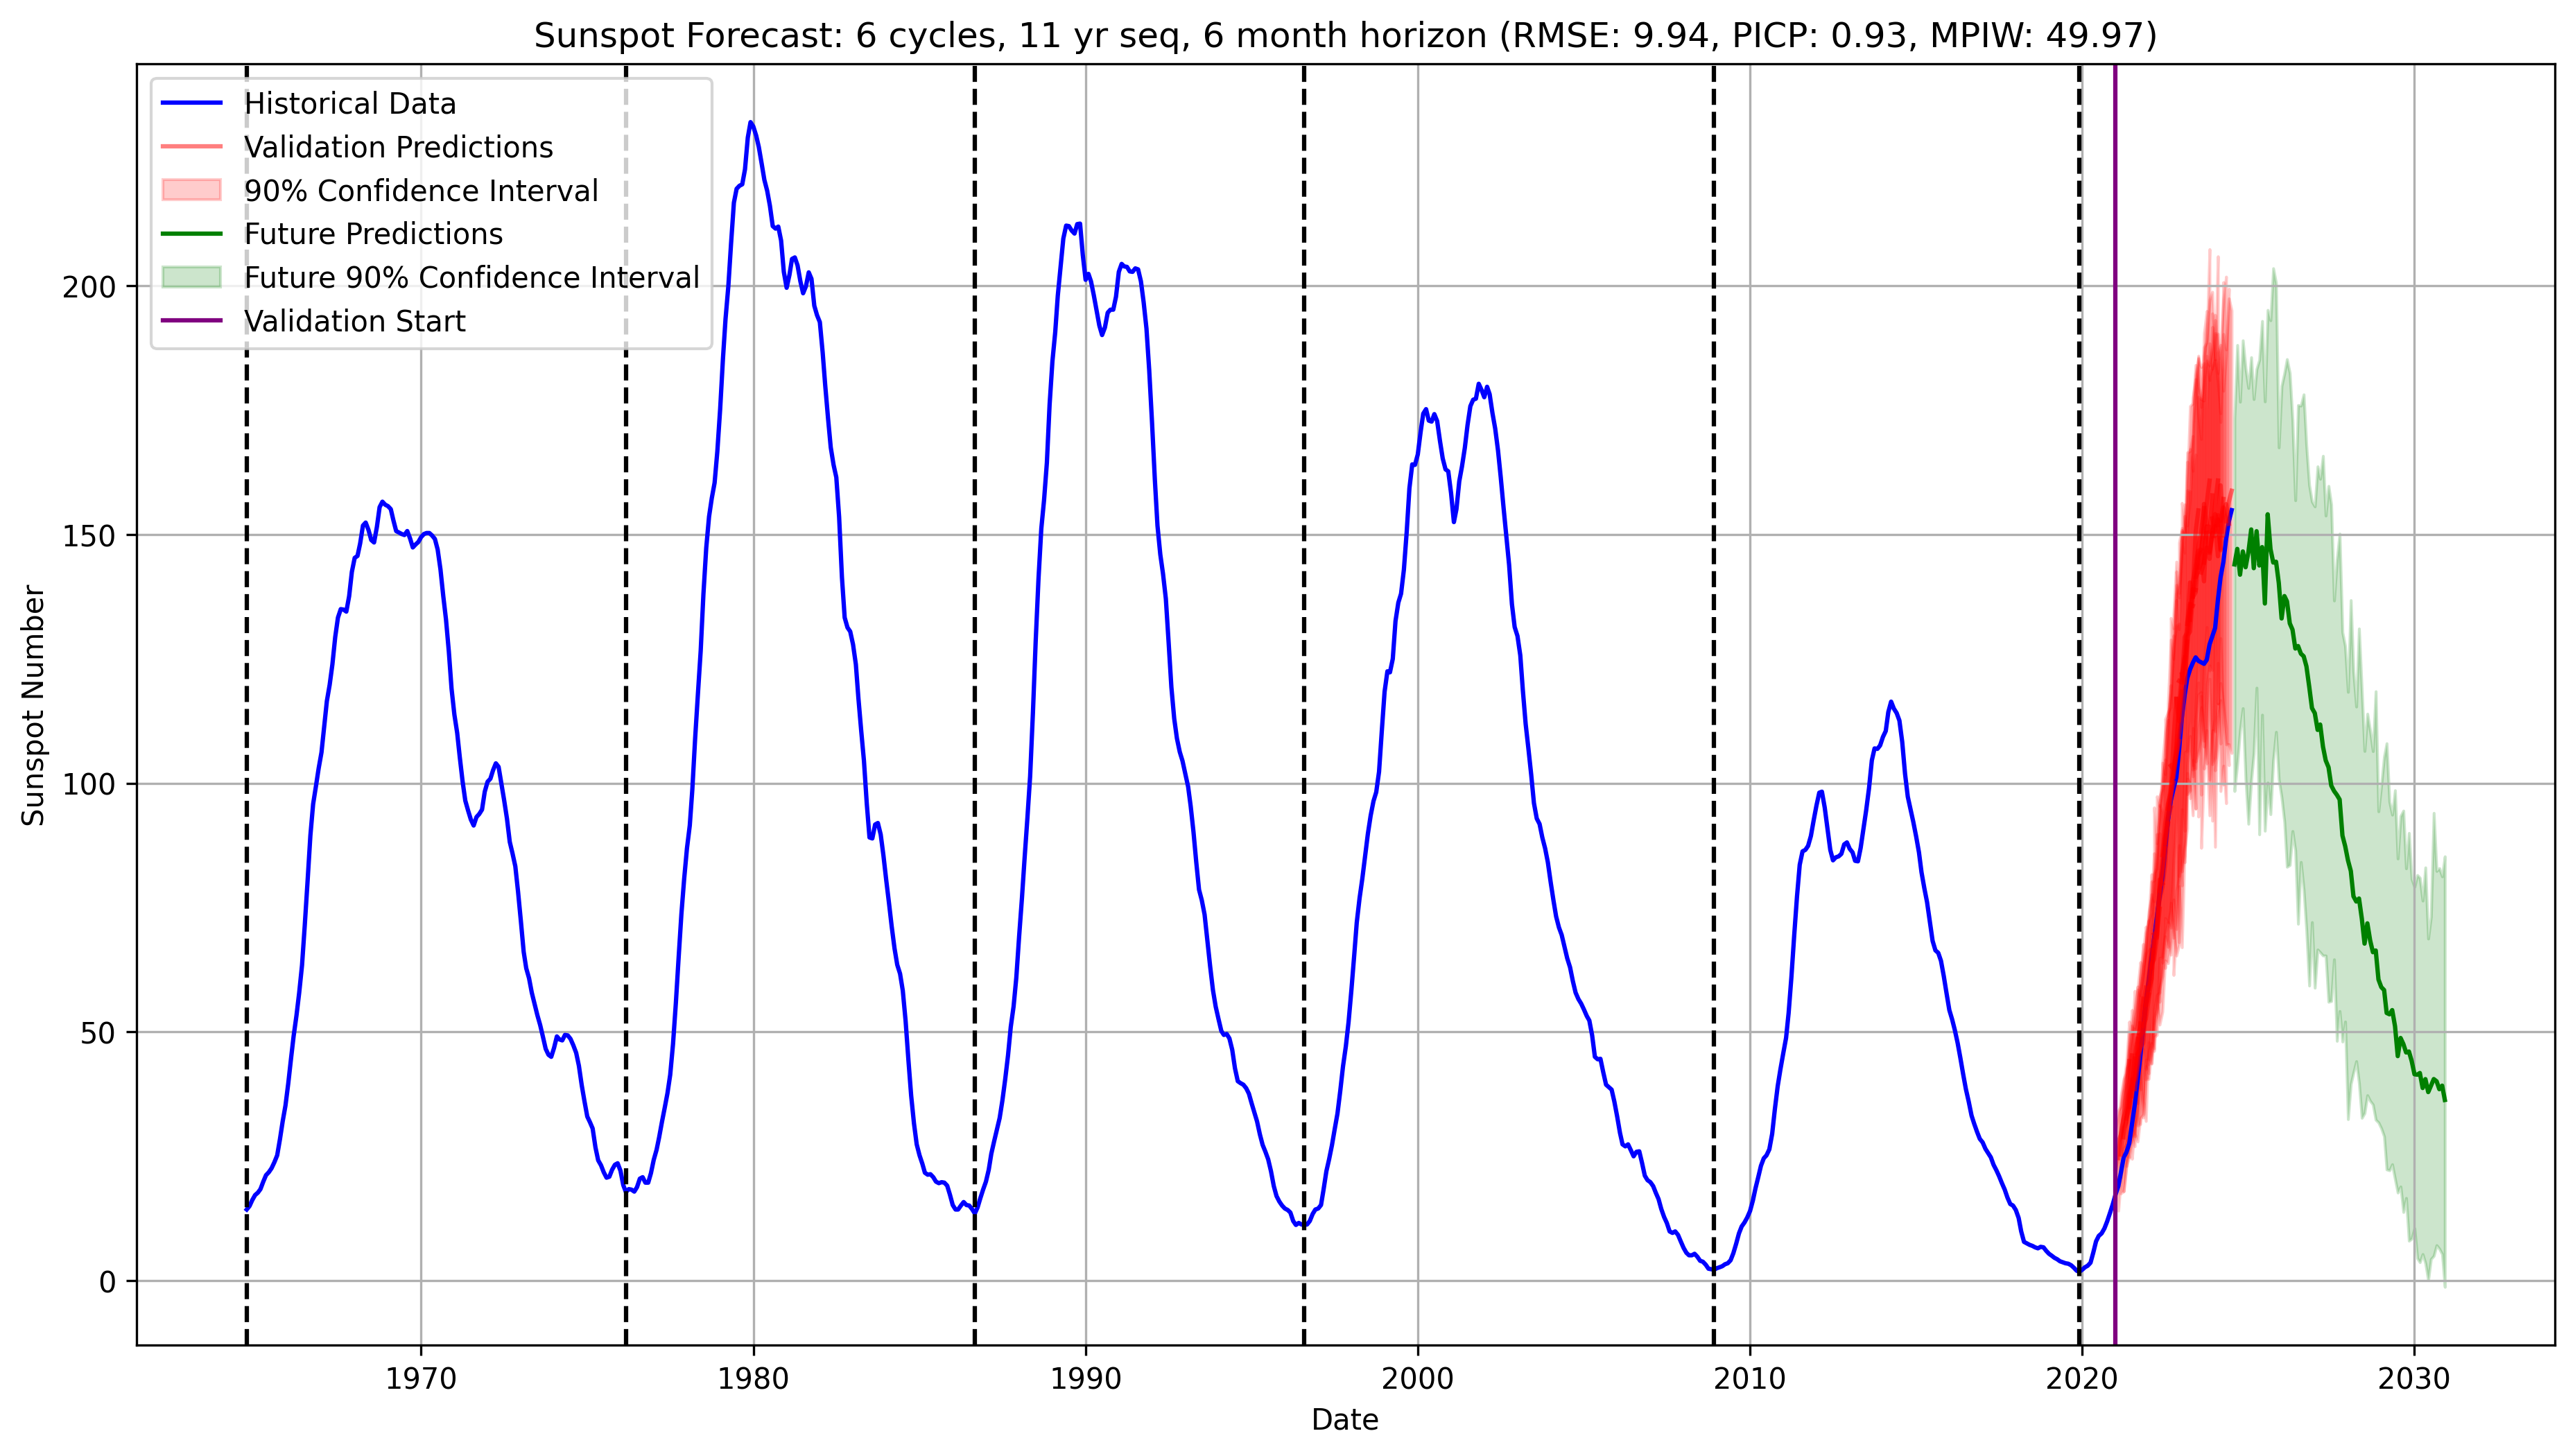 Sunspot Forecast: 6 cycles, 11 yr seq, 6 month horizon (RMSE: 9.94, PICP: 0.93, MPIW: 49.97)
Historical Data
Validation Predictions
90% Confidence Interval
Future Predictions
Future 90% Confidence Interval
Validation Start
Sunspot Number
200
150
100
50
0
1970 1980 1990 2000 2010 2020 2030
Date